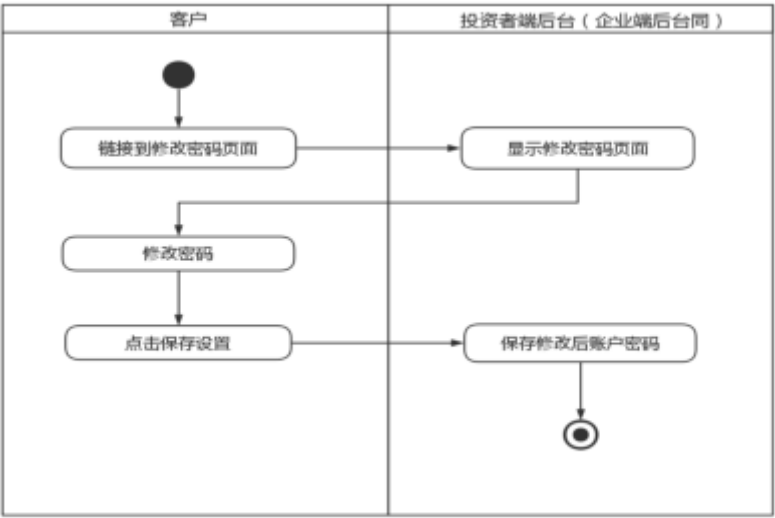 客户
投资者端后台（企业端后台同）
链接到修改密码页面
显示修改密码页面
修改密码
点击保存设置
保存修改后账户密码